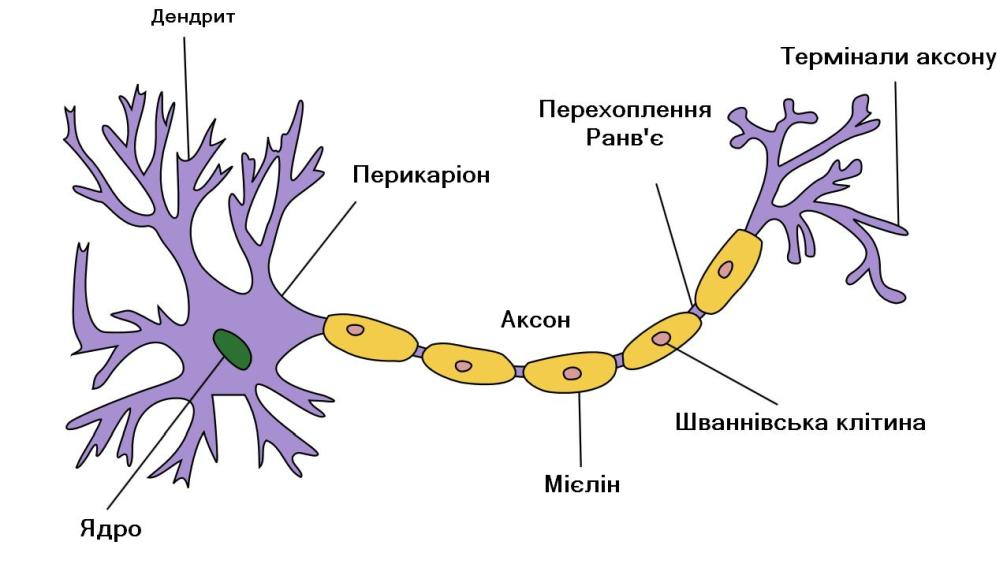 Дендрит
Термінали аксону
Перехоплення
Ранв'є
Перикаріон
Аксон
Шваннівська клітина
Мієлін
Ядро